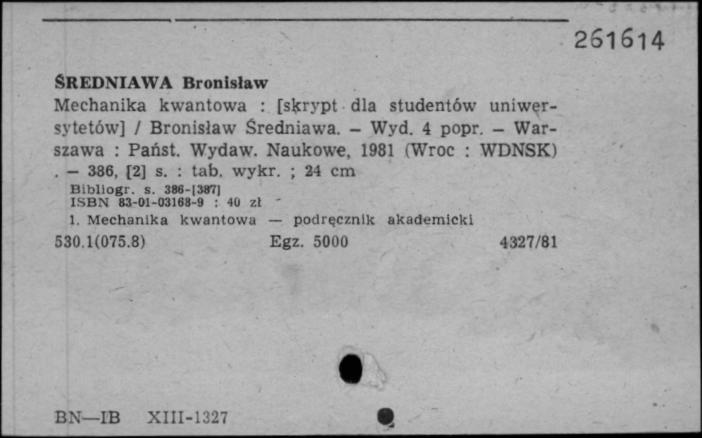 261614
ŚREDNIAWA Bronisław
Mechanika kwantowa : [skrypt dla studentów uniwer-
sytetów] / Bronisław Średniawa. — Wyd. 4 popr. — War-
szawa : Państ. Wydaw. Naukowe, 1981 (Wroc : WDNSK)
. — 386, [2] s. : tab. wykr. ; 24 cm
Bibliogr. s. 386-[387]
ISBN 83-01-03168-9 : 40 zł
1. Mechanika kwantowa — podręcznik akademicki
530.1(075.8) Egz. 5000 4327/81
BN—IB XIII-1327